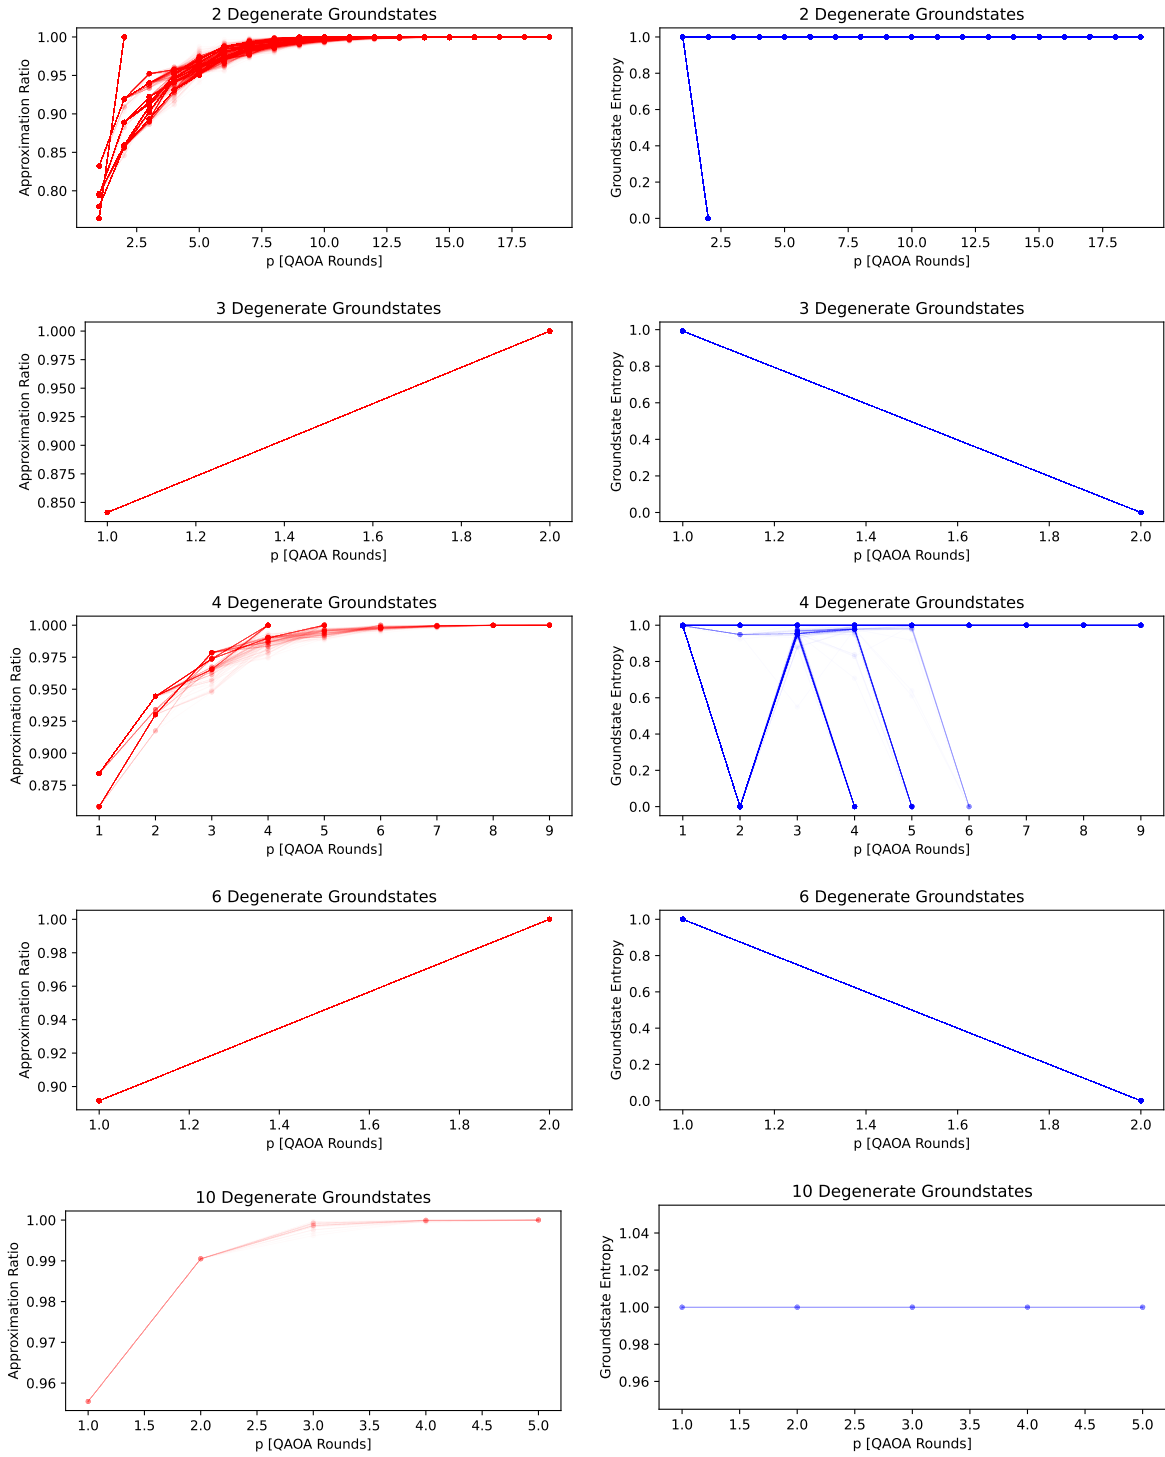 2 Degenerate Groundstates
1.00
0.95
0.90
0.85
0.80
Approximation Ratio
2.5 5.0 7.5 10.0 12.5 15.0 17.5
p [QAOA Rounds]
2 Degenerate Groundstates
1.0
0.8
0.6
0.4
0.2
0.0
Groundstate Entropy
2.5 5.0 7.5 10.0 12.5 15.0 17.5
p [QAOA Rounds]
3 Degenerate Groundstates
1.000
0.975
0.950
0.925
0.900
0.875
0.850
Approximation Ratio
1.0 1.2 1.4 1.6 1.8 2.0
p [QAOA Rounds]
3 Degenerate Groundstates
1.0
0.8
0.6
0.4
0.2
0.0
Groundstate Entropy
1.0 1.2 1.4 1.6 1.8 2.0
p [QAOA Rounds]
4 Degenerate Groundstates
1.000
0.975
0.950
0.925
0.900
0.875
Approximation Ratio
1 2 3 4 5 6 7 8 9
p [QAOA Rounds]
4 Degenerate Groundstates
1.0
0.8
0.6
0.4
0.2
0.0
Groundstate Entropy
1 2 3 4 5 6 7 8 9
p [QAOA Rounds]
6 Degenerate Groundstates
1.00
0.98
0.96
0.94
0.92
0.90
Approximation Ratio
1.0 1.2 1.4 1.6 1.8 2.0
p [QAOA Rounds]
6 Degenerate Groundstates
1.0
0.8
0.6
0.4
0.2
0.0
Groundstate Entropy
1.0 1.2 1.4 1.6 1.8 2.0
p [QAOA Rounds]
10 Degenerate Groundstates
1.00
0.99
0.98
0.97
0.96
Approximation Ratio
1.0 1.5 2.0 2.5 3.0 3.5 4.0 4.5 5.0
p [QAOA Rounds]
10 Degenerate Groundstates
1.04
1.02
1.00
0.98
0.96
Groundstate Entropy
1.0 1.5 2.0 2.5 3.0 3.5 4.0 4.5 5.0
p [QAOA Rounds]